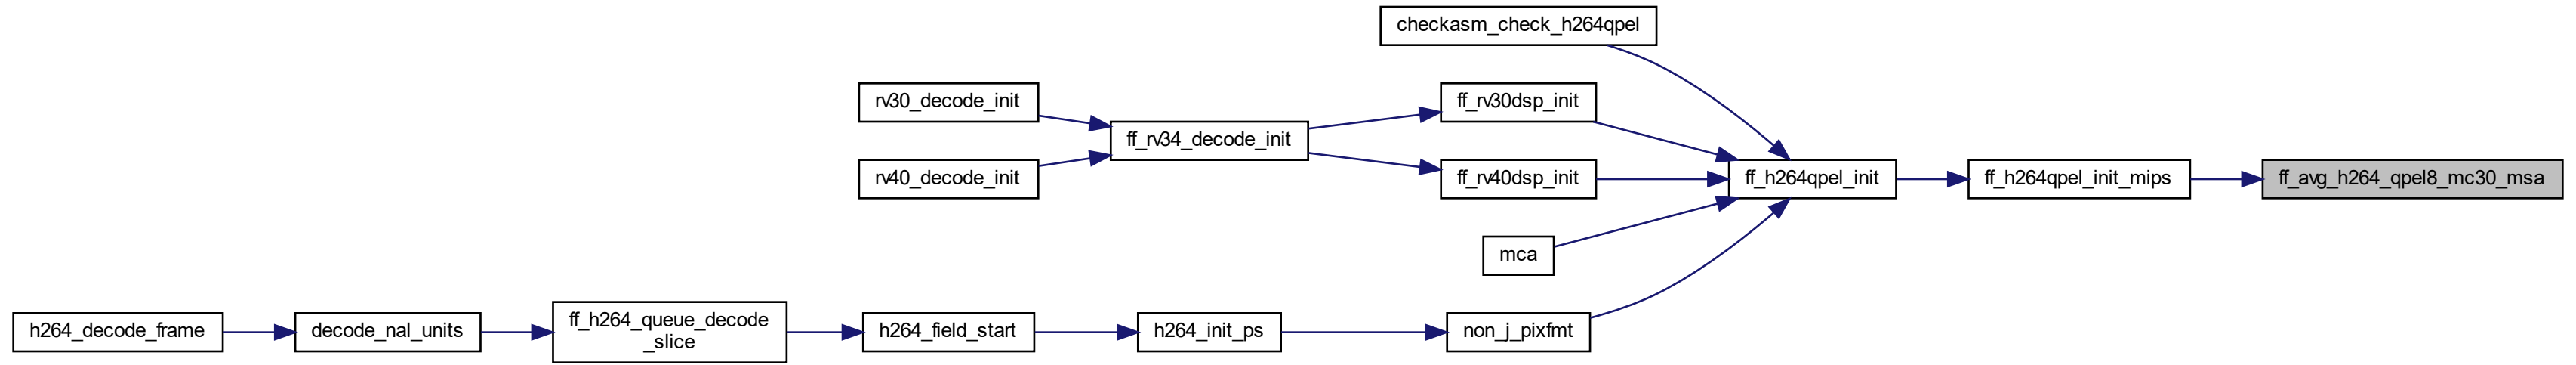 checkasm_check_h264qpel
rv30_decode_init
ff_rv30dsp_init
ff_rv34_decode_init
rv40_decode_init
ff_rv40dsp_init
ff_h264qpel_init
ff_h264qpel_init_mips
ff_avg_h264_qpel8_mc30_msa
mca
h264_decode_frame
decode_nal_units
ff_h264_queue_decode
_slice
h264_field_start
h264_init_ps
non_j_pixfmt